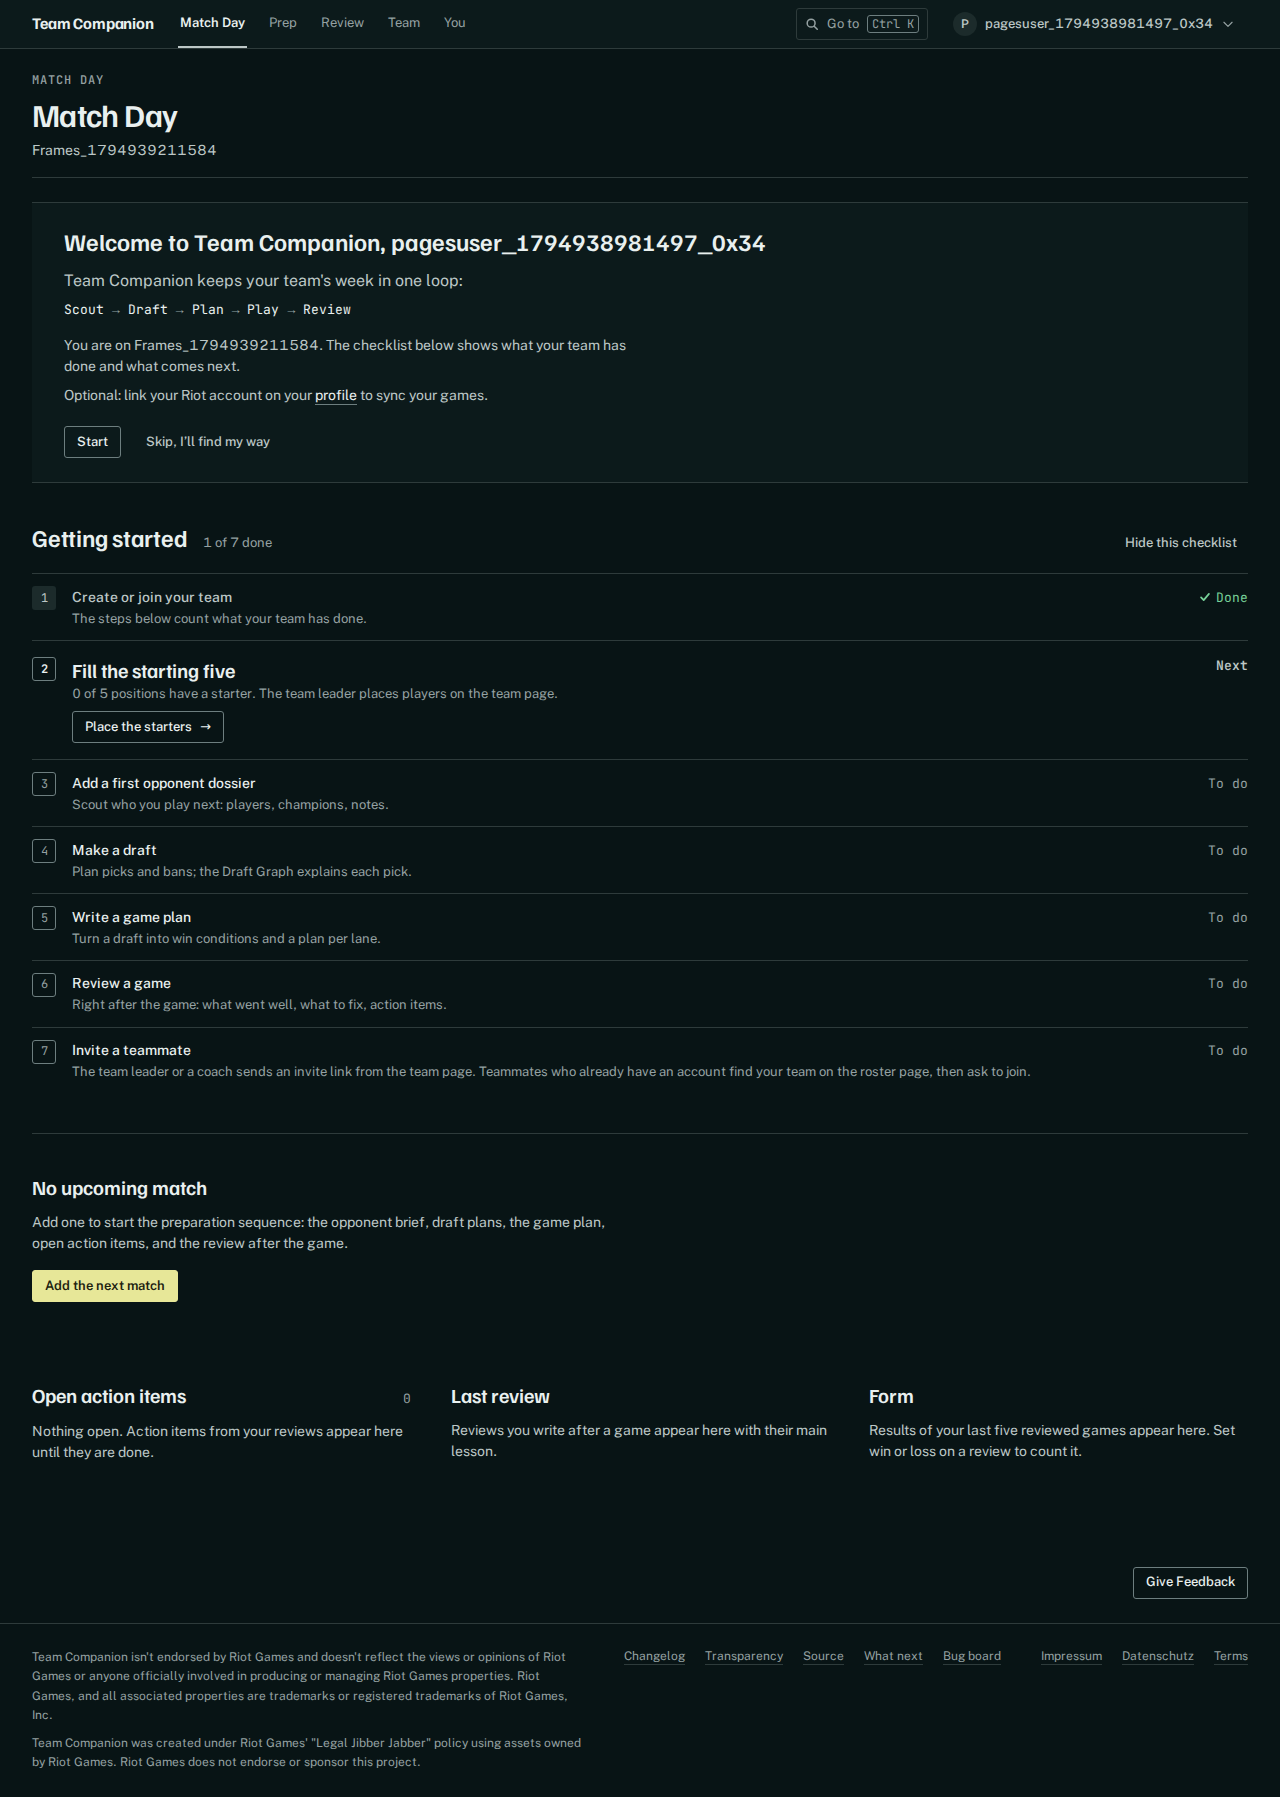 Team Companion Match Day Prep Review Team You Go to Ctrl K P pagesuser_1794938981497_0x34
MATCH DAY
Match Day
Frames_1794939211584
Welcome to Team Companion, pagesuser_1794938981497_0x34
Team Companion keeps your team's week in one loop:
Scout → Draft → Plan → Play → Review
You are on Frames_1794939211584. The checklist below shows what your team has
done and what comes next.
Optional: link your Riot account on your profile to sync your games.
Start Skip, I'll find my way
Getting started 1 of 7 done Hide this checklist
1 Create or join your team Done
The steps below count what your team has done.
2 Fill the starting five Next
0 of 5 positions have a starter. The team leader places players on the team page.
Place the starters →
3 Add a first opponent dossier To do
Scout who you play next: players, champions, notes.
4 Make a draft To do
Plan picks and bans; the Draft Graph explains each pick.
5 Write a game plan To do
Turn a draft into win conditions and a plan per lane.
6 Review a game To do
Right after the game: what went well, what to fix, action items.
7 Invite a teammate To do
The team leader or a coach sends an invite link from the team page. Teammates who already have an account find your team on the roster page, then ask to join.
No upcoming match
Add one to start the preparation sequence: the opponent brief, draft plans, the game plan,
open action items, and the review after the game.
Add the next match
Open action items 0
Nothing open. Action items from your reviews appear here
until they are done.
Last review
Reviews you write after a game appear here with their main
lesson.
Form
Results of your last five reviewed games appear here. Set
win or loss on a review to count it.
Give Feedback
Team Companion isn't endorsed by Riot Games and doesn't reflect the views or opinions of Riot
Games or anyone officially involved in producing or managing Riot Games properties. Riot
Games, and all associated properties are trademarks or registered trademarks of Riot Games,
Inc.
Team Companion was created under Riot Games' "Legal Jibber Jabber" policy using assets owned
by Riot Games. Riot Games does not endorse or sponsor this project.
Changelog Transparency Source What next Bug board Impressum Datenschutz Terms